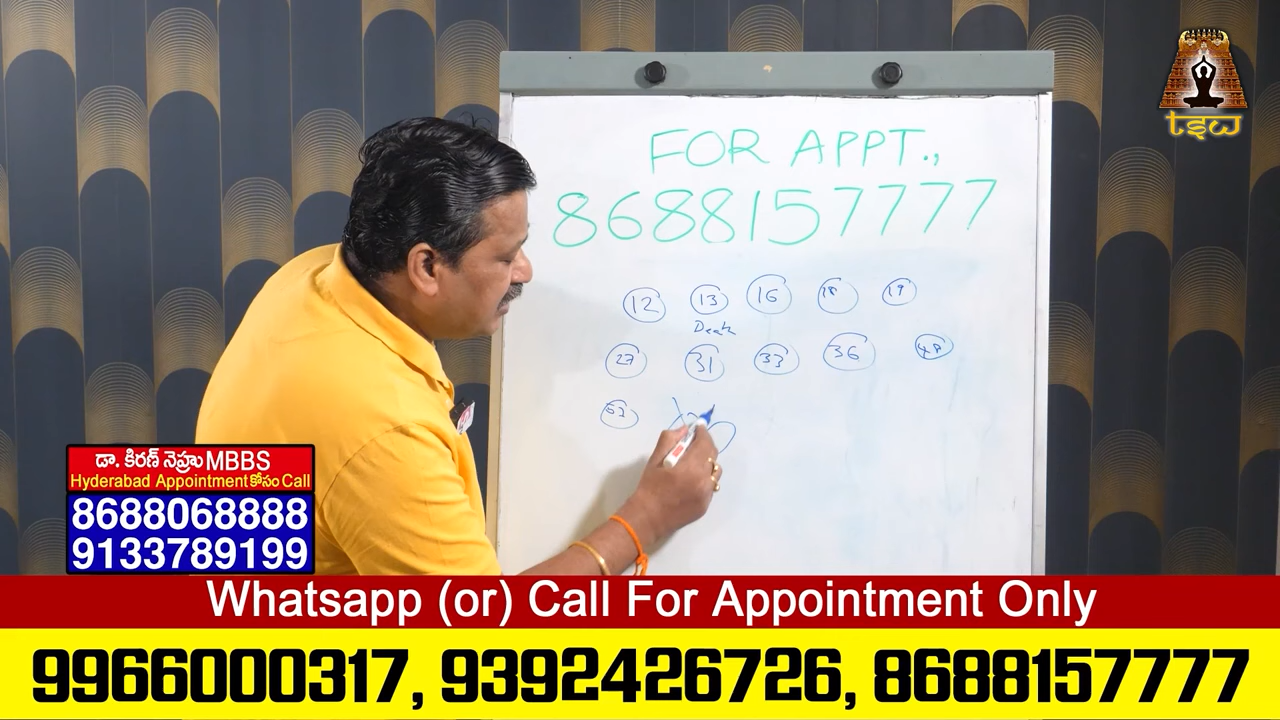 FOR APPT.,
8688157777
12 13 16 18 19
Death
27 31 33 36 48
53
TSW
డా. కిరణ్ నెహ్రు MBBS
Hyderabad Appointment కోసం Call
8688068888
9133789199
Whatsapp (or) Call For Appointment Only
9966000317, 9392426726, 8688157777